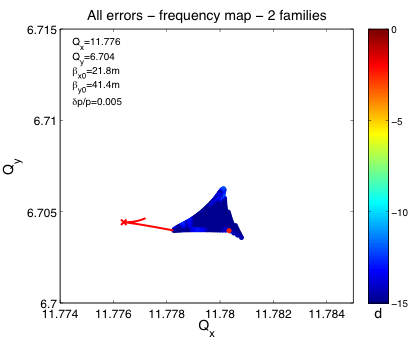 All errors − frequency map − 2 families
6.715
6.71
6.705
6.7
Q_y
Q_x=11.776
Q_y=6.704
β_x0=21.8m
β_y0=41.4m
δp/p=0.005
11.774 11.776 11.778 11.78 11.782 11.784
Q_x
0
−5
−10
−15
d